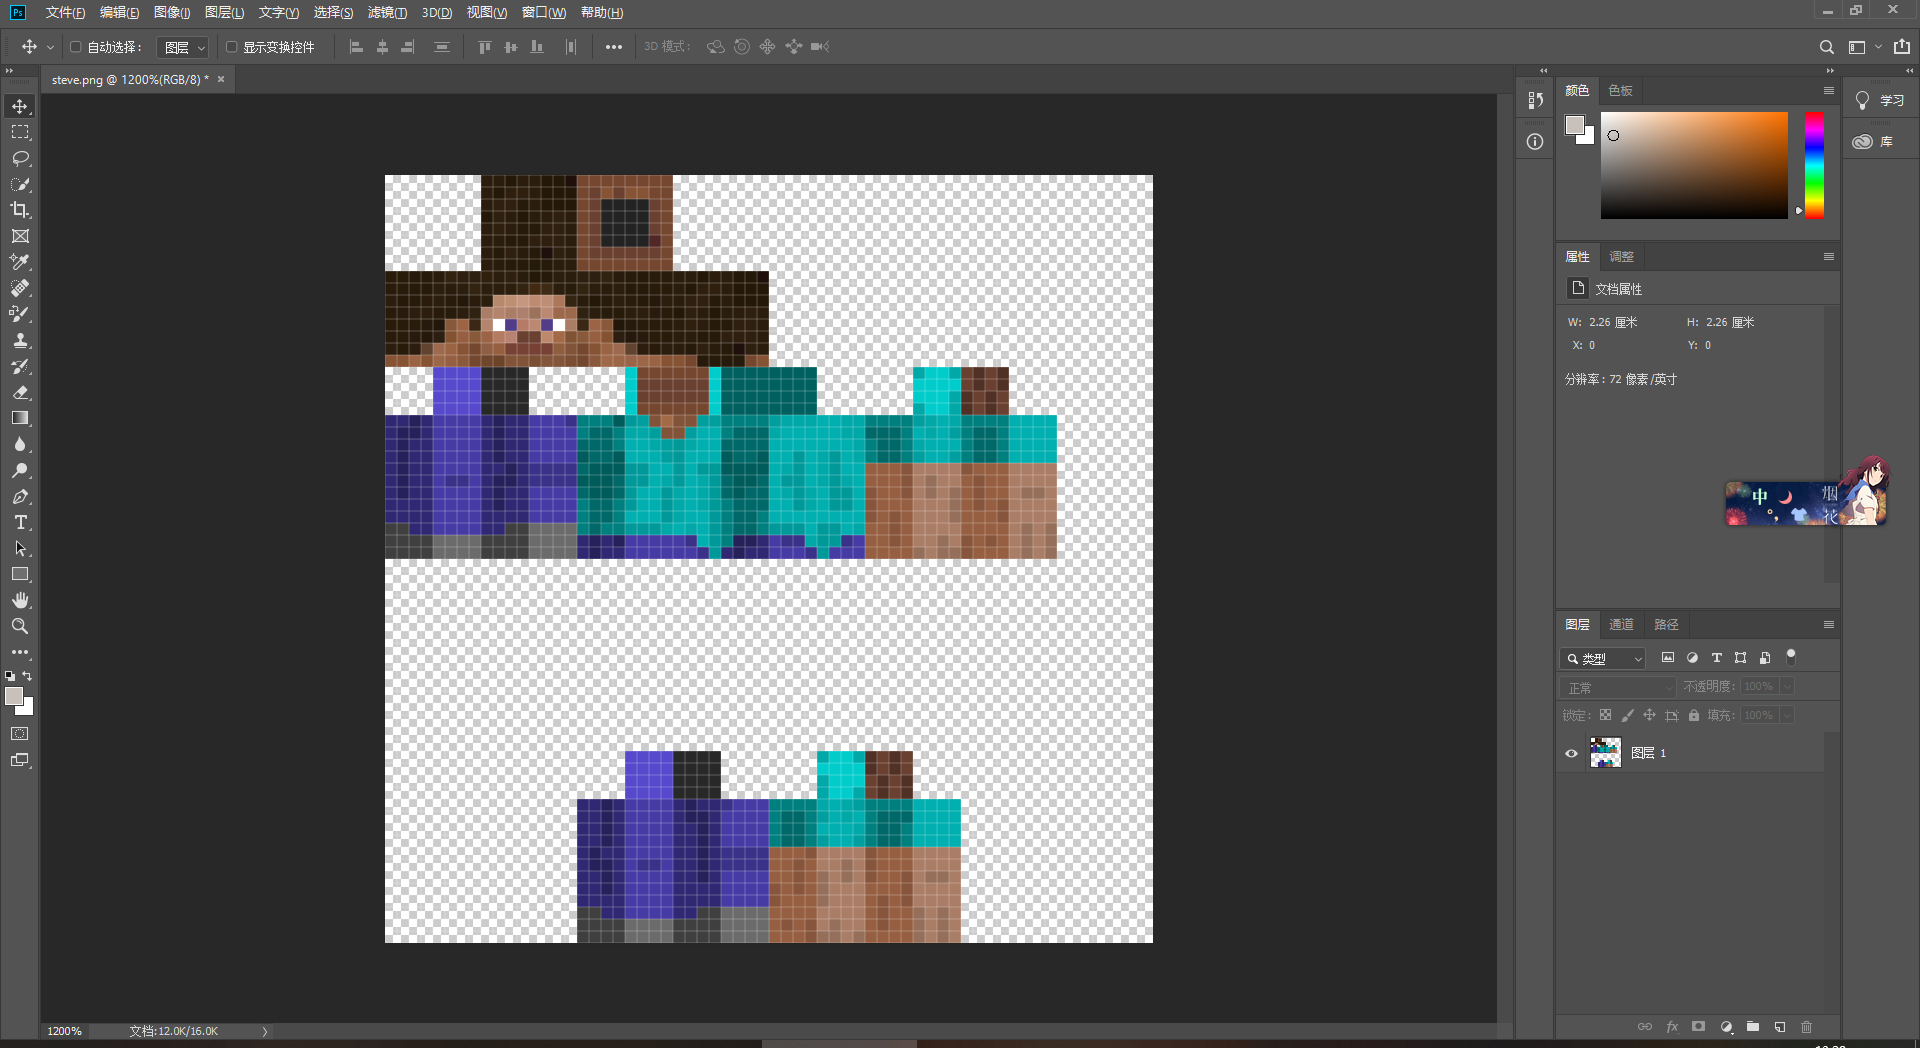 Ps 文件(F) 编辑(E) 图像(I) 图层(L) 文字(Y) 选择(S) 滤镜(T) 3D(D) 视图(V) 窗口(W) 帮助(H)
自动选择： 图层 显示变换控件 3D 模式：
steve.png @ 1200%(RGB/8) *
颜色 色板
学习
库
属性 调整
文档属性
W: 2.26 厘米 H: 2.26 厘米
X: 0 Y: 0
分辨率：72 像素/英寸
中 烟花
图层 通道 路径
类型
正常 不透明度: 100%
锁定: 填充: 100%
图层 1
fx
1200% 文档:12.0K/16.0K